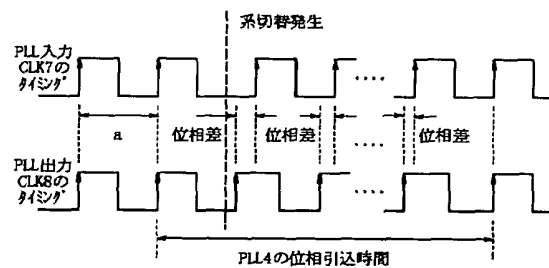 系切替発生
PLL入力
CLK7の
タイミング
a
位相差
位相差
位相差
PLL出力
CLK8の
タイミング
PLL4の位相引込時間